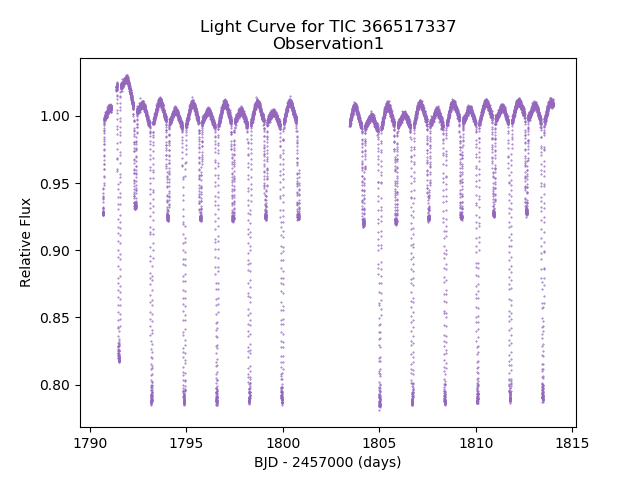 Light Curve for TIC 366517337
Observation1
1.00
0.95
0.90
0.85
0.80
Relative Flux
1790
1795
1800
1805
1810
1815
BJD - 2457000 (days)